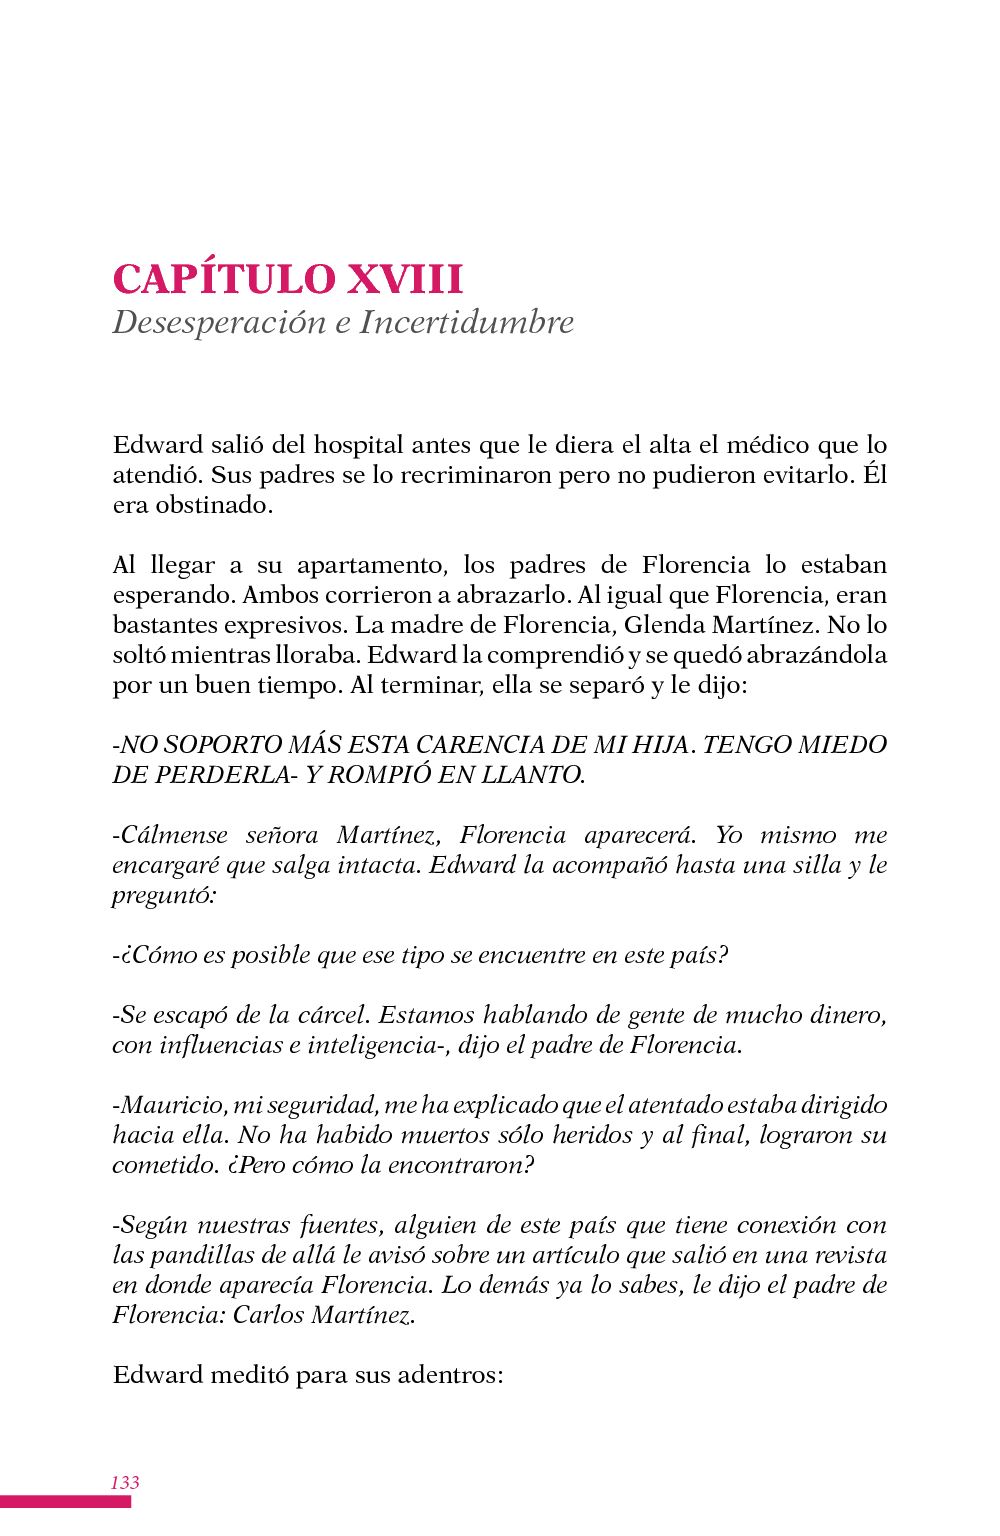 CAPÍTULO XVIII
Desesperación e Incertidumbre
Edward salió del hospital antes que le diera el alta el médico que lo
atendió. Sus padres se lo recriminaron pero no pudieron evitarlo. Él
era obstinado.
Al llegar a su apartamento, los padres de Florencia lo estaban
esperando. Ambos corrieron a abrazarlo. Al igual que Florencia, eran
bastantes expresivos. La madre de Florencia, Glenda Martínez. No lo
soltó mientras lloraba. Edward la comprendió y se quedó abrazándola
por un buen tiempo. Al terminar, ella se separó y le dijo:
-NO SOPORTO MÁS ESTA CARENCIA DE MI HIJA. TENGO MIEDO
DE PERDERLA- Y ROMPIÓ EN LLANTO.
-Cálmense señora Martínez, Florencia aparecerá. Yo mismo me
encargaré que salga intacta. Edward la acompañó hasta una silla y le
preguntó:
-¿Cómo es posible que ese tipo se encuentre en este país?
-Se escapó de la cárcel. Estamos hablando de gente de mucho dinero,
con influencias e inteligencia-, dijo el padre de Florencia.
-Mauricio, mi seguridad, me ha explicado que el atentado estaba dirigido
hacia ella. No ha habido muertos sólo heridos y al final, lograron su
cometido. ¿Pero cómo la encontraron?
-Según nuestras fuentes, alguien de este país que tiene conexión con
las pandillas de allá le avisó sobre un artículo que salió en una revista
en donde aparecía Florencia. Lo demás ya lo sabes, le dijo el padre de
Florencia: Carlos Martínez.
Edward meditó para sus adentros:
133